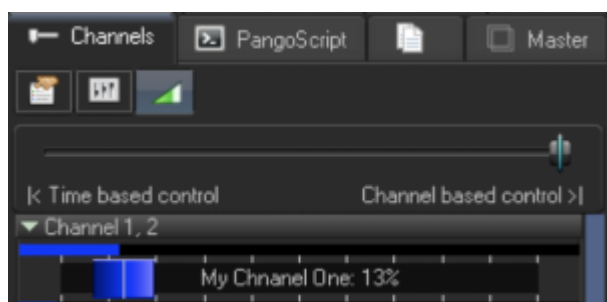 Channels PangoScript Master
|< Time based control Channel based control >|
Channel 1, 2
My Chnanel One: 13%